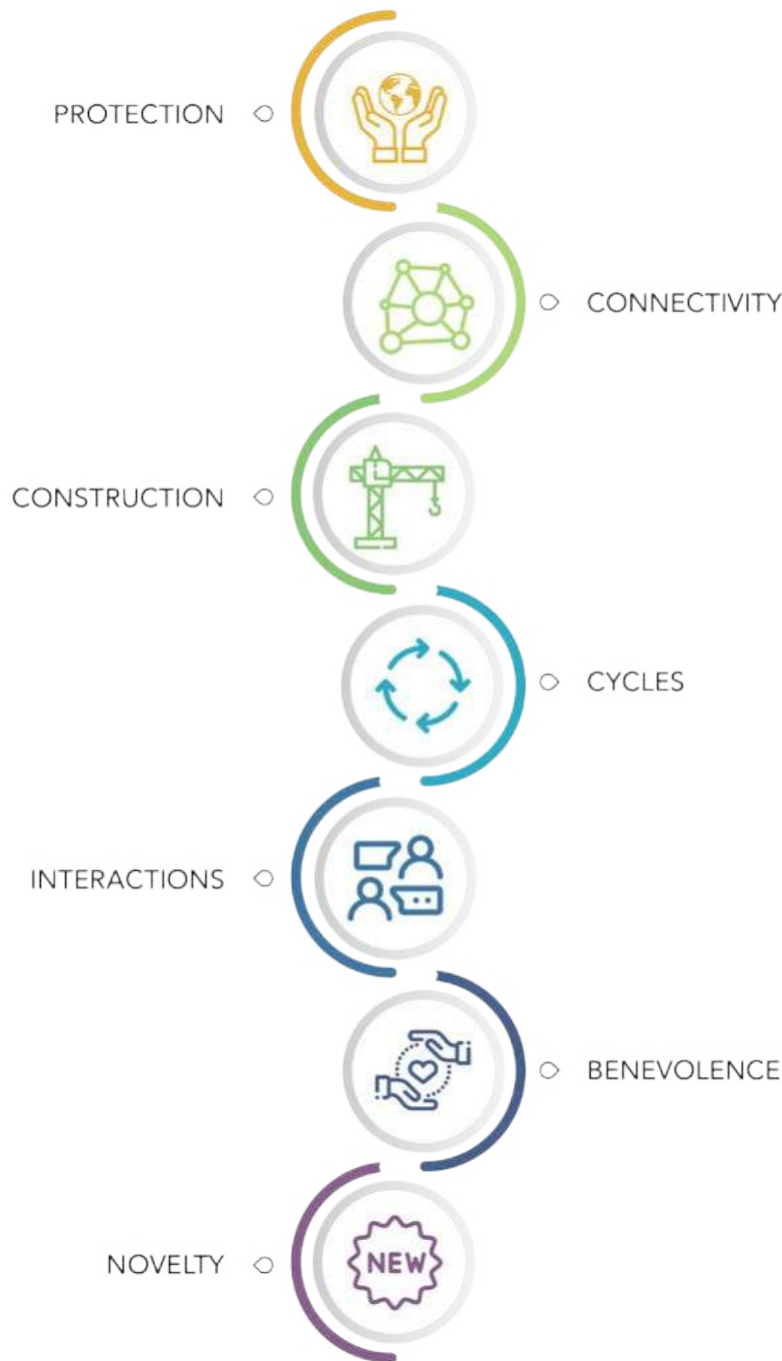 PROTECTION
CONNECTIVITY
CONSTRUCTION
CYCLES
INTERACTIONS
BENEVOLENCE
NEW
NOVELTY